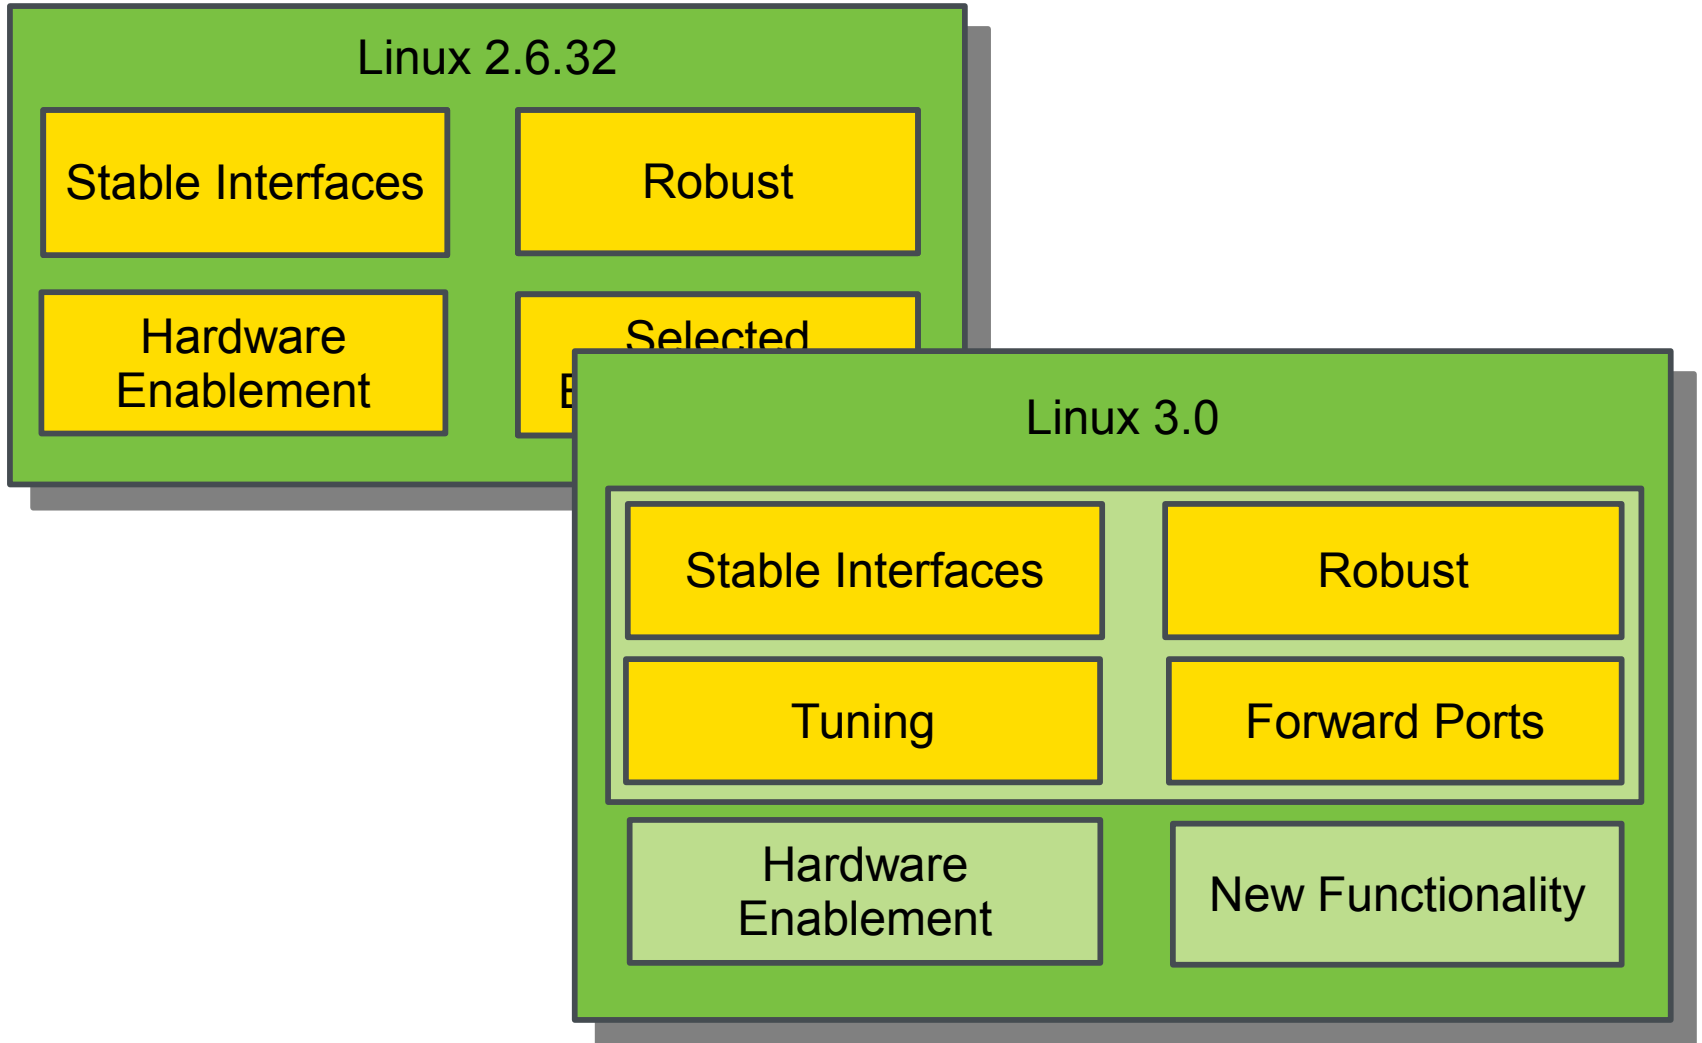 Linux 2.6.32
Stable Interfaces
Robust
Hardware
Enablement
Selected
Linux 3.0
Stable Interfaces
Robust
Tuning
Forward Ports
Hardware
Enablement
New Functionality